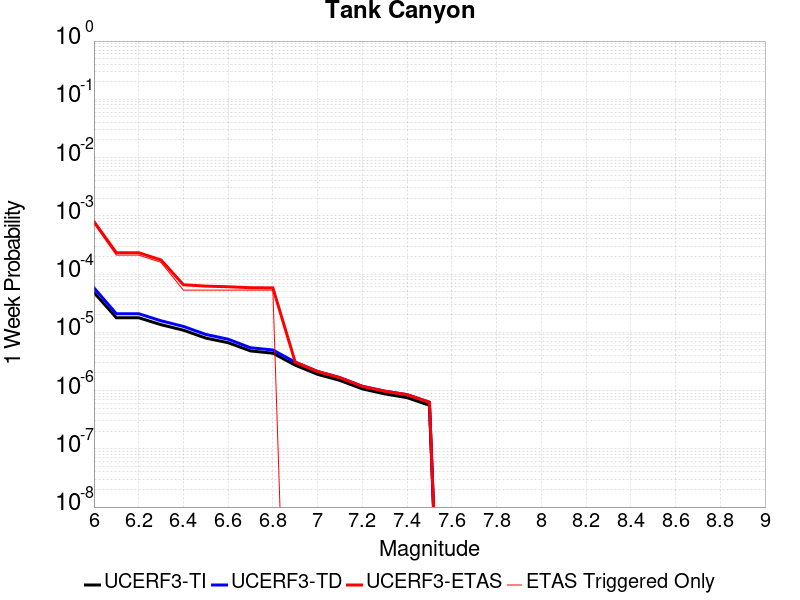 Tank Canyon
10 0
10 -1
10 -2
10 -3
10 -4
10 -5
10 -6
10 -7
10 -8
1 Week Probability
6 6.2 6.4 6.6 6.8 7 7.2 7.4 7.6 7.8 8 8.2 8.4 8.6 8.8 9
Magnitude
UCERF3-TI UCERF3-TD UCERF3-ETAS ETAS Triggered Only